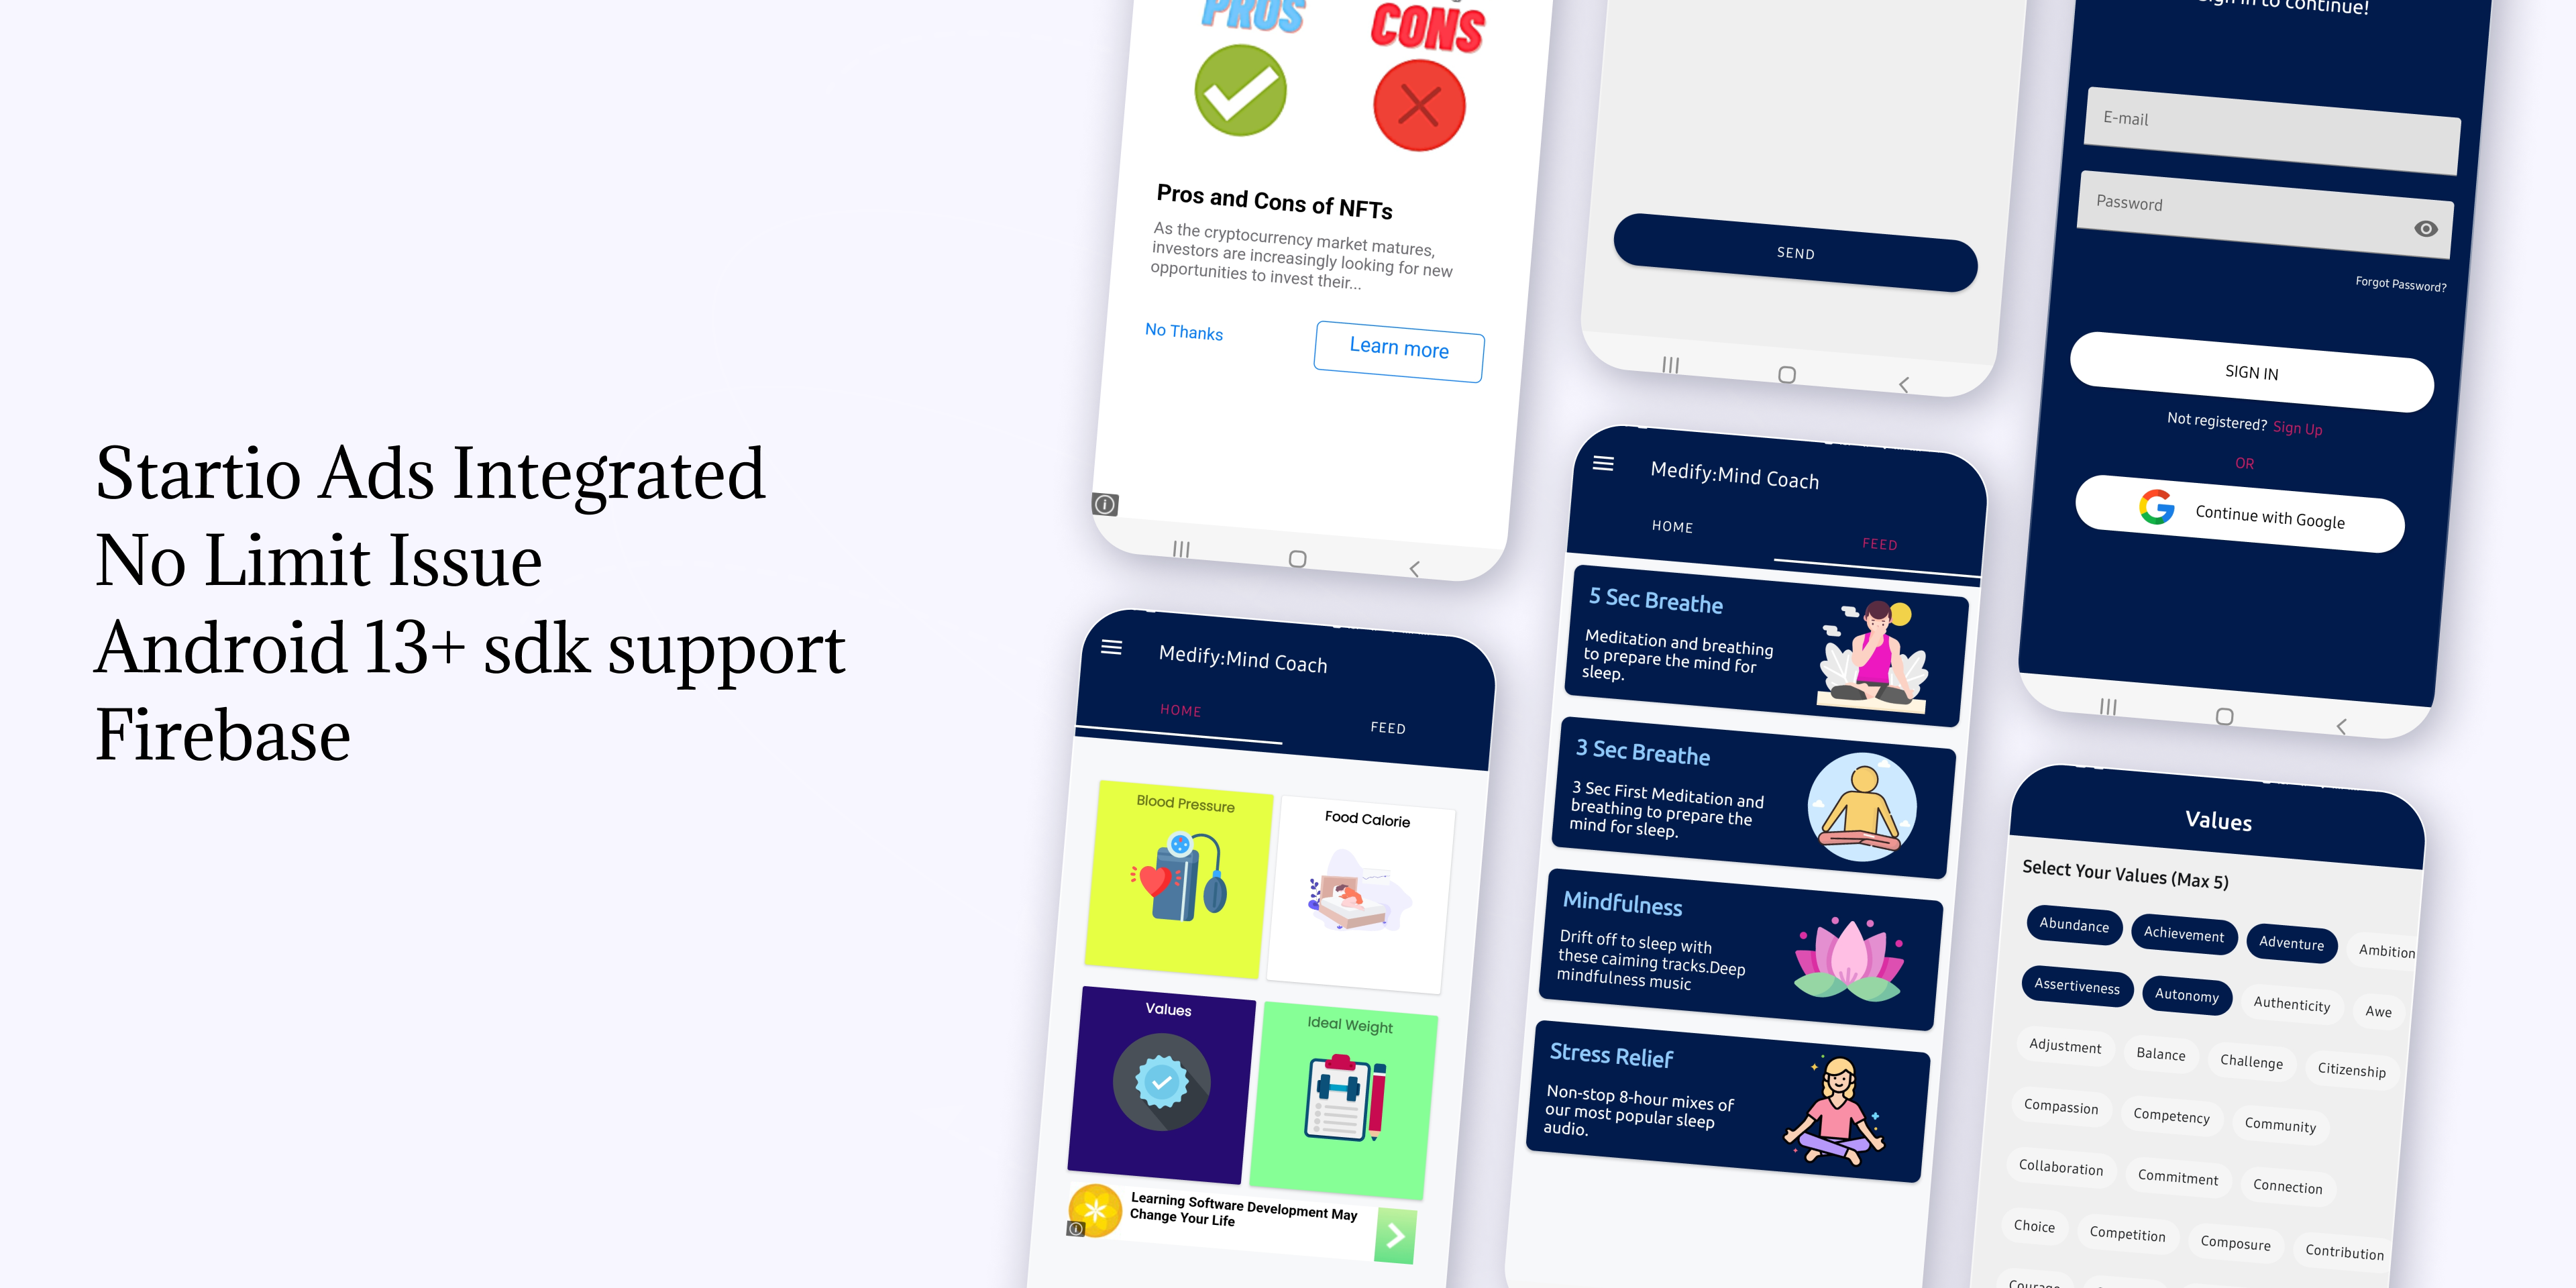 Startio Ads Integrated
No Limit Issue
Android 13+ sdk support
Firebase
PROS
CONS
Pros and Cons of NFTs
As the cryptocurrency market matures,
investors are increasingly looking for new
opportunities to invest their...
No Thanks
Learn more
Medify:Mind Coach
HOME
FEED
Blood Pressure
Food Calorie
Values
Ideal Weight
Learning Software Development May
Change Your Life
SEND
Medify:Mind Coach
HOME
FEED
5 Sec Breathe
Meditation and breathing
to prepare the mind for
sleep.
3 Sec Breathe
3 Sec First Meditation and
breathing to prepare the
mind for sleep.
Mindfulness
Drift off to sleep with
these caiming tracks.Deep
mindfulness music
Stress Relief
Non-stop 8-hour mixes of
our most popular sleep
audio.
Sign in to continue!
E-mail
Password
Forgot Password?
SIGN IN
Not registered? Sign Up
OR
Continue with Google
Values
Select Your Values (Max 5)
Abundance Achievement Adventure Ambition
Assertiveness Autonomy Authenticity Awe
Adjustment Balance Challenge Citizenship
Compassion Competency Community
Collaboration Commitment Connection
Choice Competition Composure Contribution
Courage